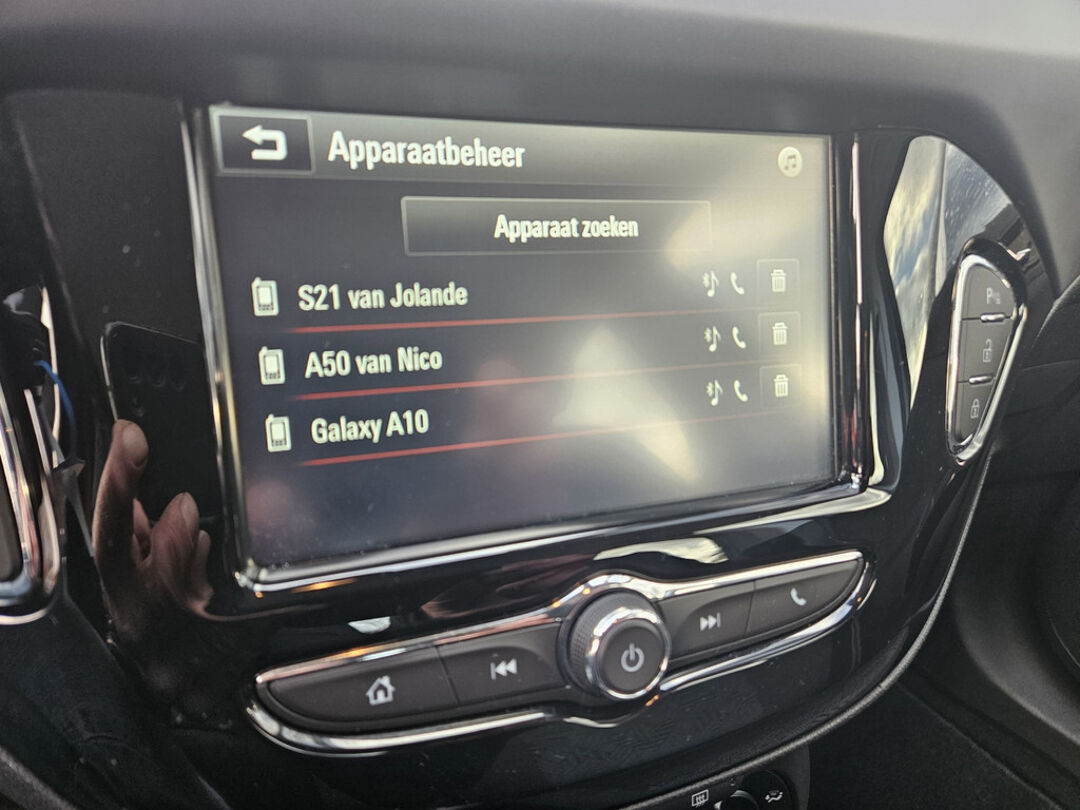 Apparaatbeheer
Apparaat zoeken
S21 van Jolande
A50 van Nico
Galaxy A10